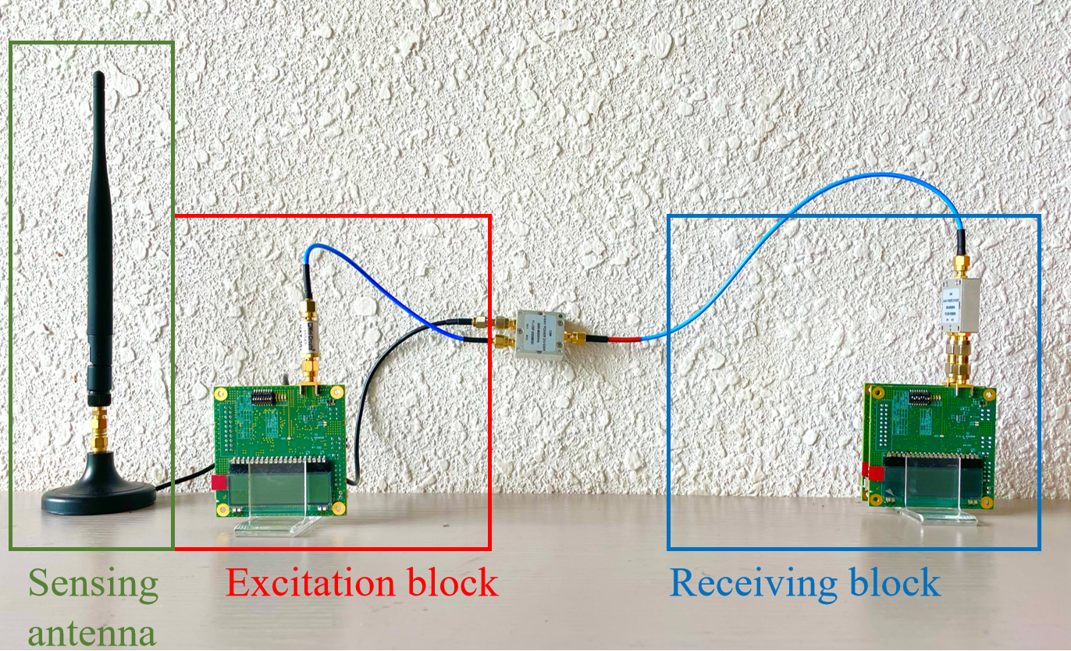 Sensing
antenna
Excitation block
Receiving block